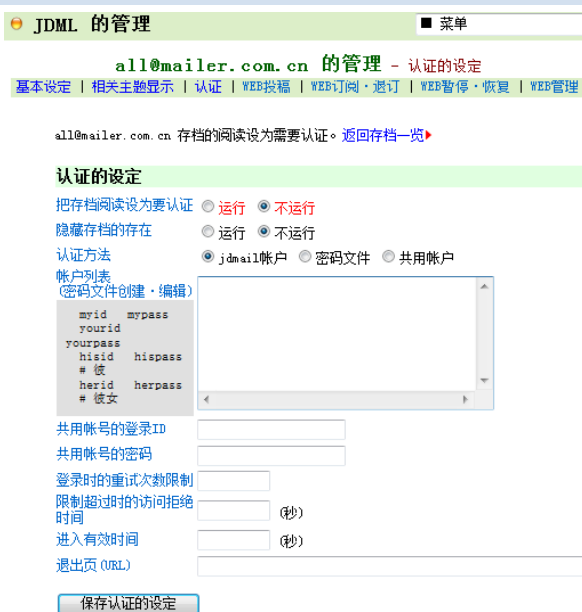 JDML 的管理
■ 菜单
all@mailer.com.cn 的管理 - 认证的设定
基本设定 | 相关主题显示 | 认证 | WEB投稿 | WEB订阅・退订 | WEB暂停・恢复 | WEB管理
all@mailer.com.cn 存档的阅读设为需要认证。返回存档一览
认证的设定
把存档阅读设为要认证 运行 不运行
隐藏存档的存在 运行 不运行
认证方法 jdmail帐户 密码文件 共用帐户
帐户列表
(密码文件创建・编辑)
myid mypass
yourid
yourpass
hisid hispass
# 彼
herid herpass
# 彼女
共用帐号的登录ID
共用帐号的密码
登录时的重试次数限制
限制超过时的访问拒绝
时间 (秒)
进入有效时间 (秒)
退出页(URL)
保存认证的设定